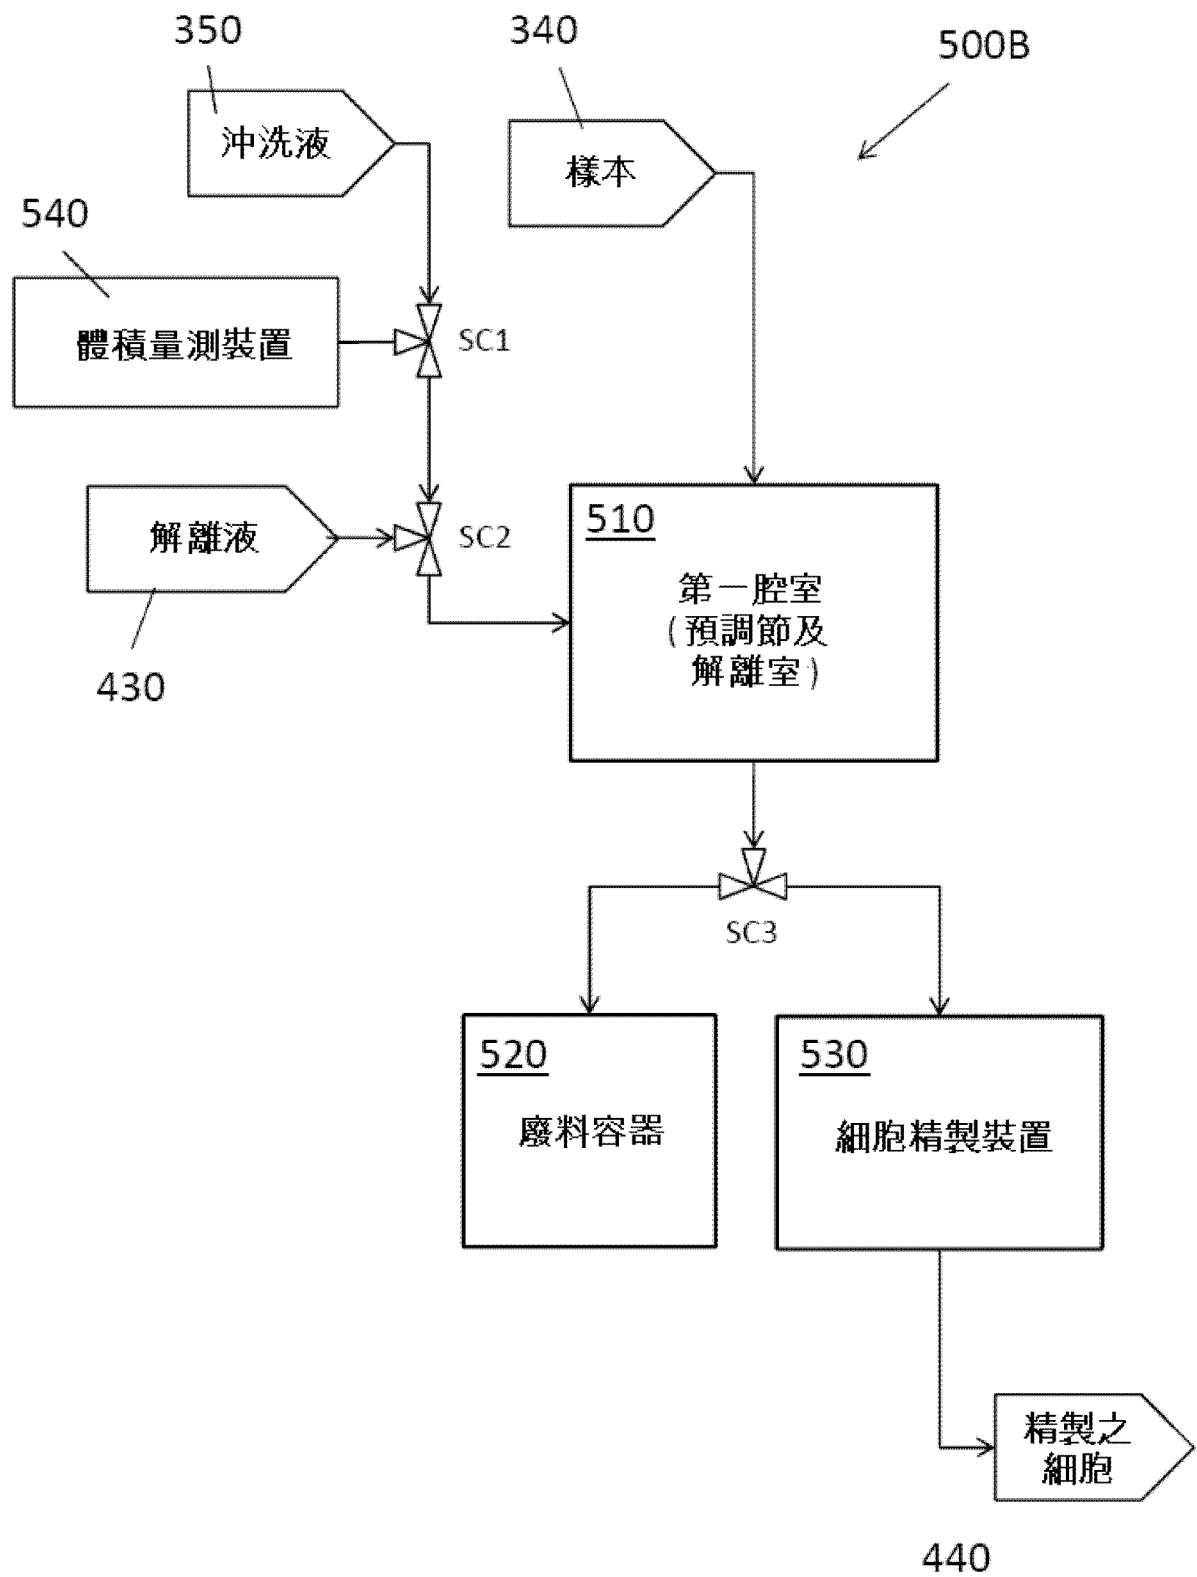 350
340
500B
沖洗液
樣本
540
體積量測裝置
SC1
解離液
SC2
430
510
第一腔室
(預調節及
解離室)
SC3
520
廢料容器
530
細胞精製裝置
精製之
細胞
440